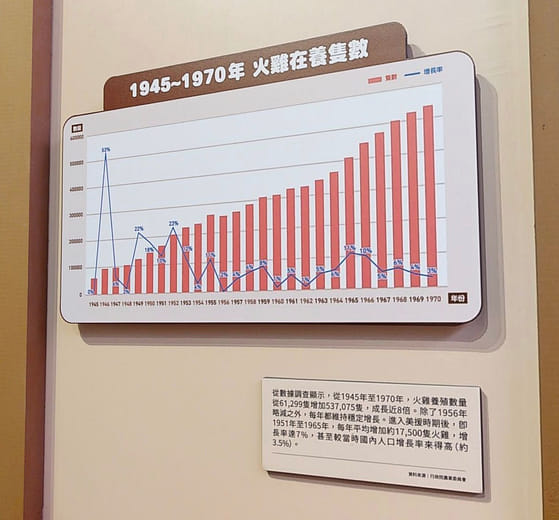 1945~1970年 火雞在養隻數
隻數 增長率
600000
500000
400000
300000
200000
100000
0
53%
22%
18%
23%
10%
1945 1946 1947 1948 1949 1950 1951 1952 1953 1954 1955 1956 1957 1958 1959 1960 1961 1962 1963 1964 1965 1966 1967 1968 1969 1970
年份
從數據調查顯示，從1945年至1970年，火雞養殖數量
從61,299隻增加537,075隻，成長近8倍。除了1956年
略減之外，每年都維持穩定增長。進入美援時期後，即
1951年至1965年，每年平均增加約17,500隻火雞，增
長率達7%，甚至較當時國內人口增長率來得高（約
3.5%）。
資料來源｜行政院農業委員會